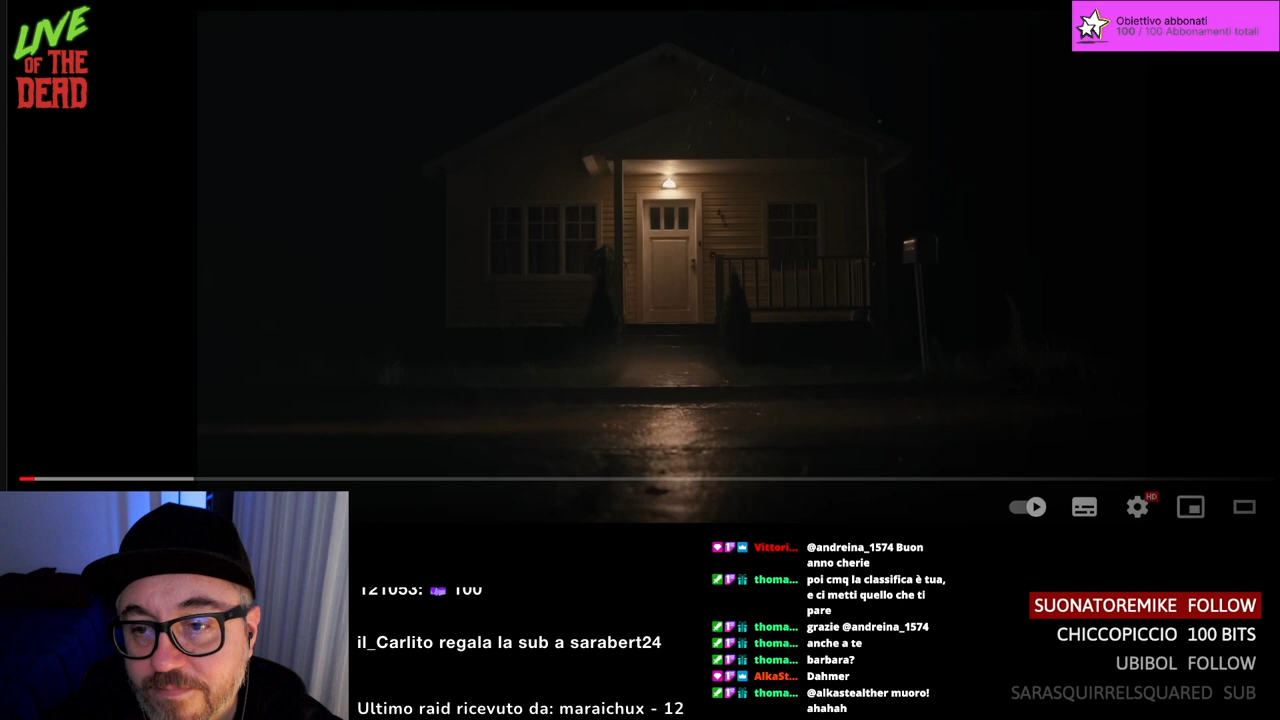 LIVE
OF THE
DEAD
Obiettivo abbonati
100 / 100 Abbonamenti totali
HD
121053: 100
il_Carlito regala la sub a sarabert24
Ultimo raid ricevuto da: maraichux - 12
Vittori... @andreina_1574 Buon
anno cherie
thoma... poi cmq la classifica è tua,
e ci metti quello che ti
pare
thoma... grazie @andreina_1574
thoma... anche a te
thoma... barbara?
AlkaSt... Dahmer
thoma... @alkastealther muoro!
ahahah
SUONATOREMIKE FOLLOW
CHICCOPICCIO 100 BITS
UBIBOL FOLLOW
SARASQUIRRELSQUARED SUB